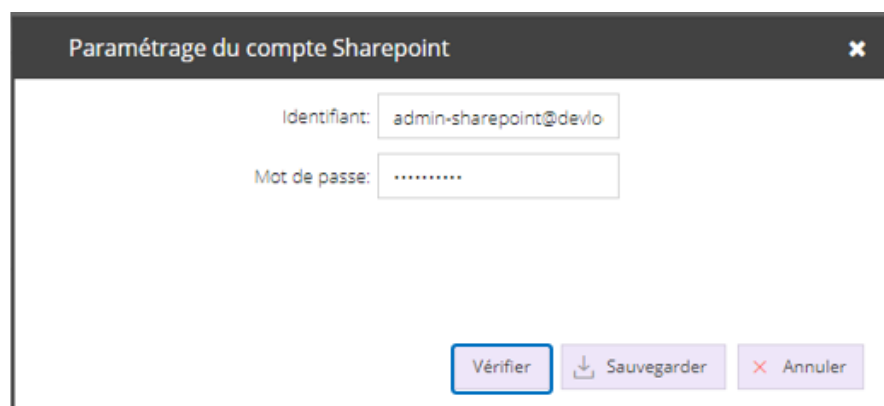 Paramétrage du compte Sharepoint
Identifiant: admin-sharepoint@devlo
Mot de passe: ••••••••••
Vérifier Sauvegarder Annuler